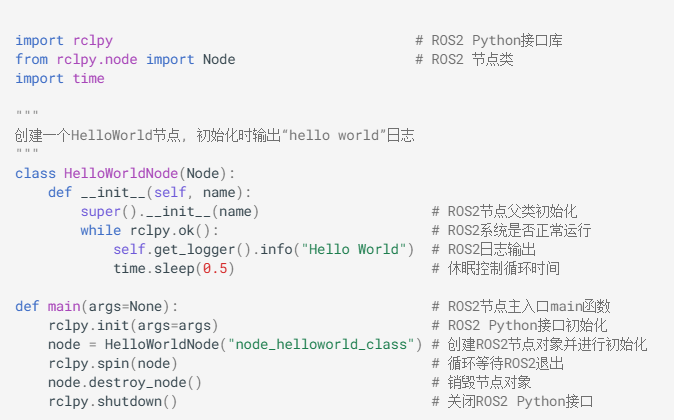 import rclpy                                     # ROS2 Python接口库
from rclpy.node import Node                      # ROS2 节点类
import time

"""
创建一个HelloWorld节点, 初始化时输出“hello world”日志
"""
class HelloWorldNode(Node):
    def __init__(self, name):
        super().__init__(name)                     # ROS2节点父类初始化
        while rclpy.ok():                          # ROS2系统是否正常运行
            self.get_logger().info("Hello World")  # ROS2日志输出
            time.sleep(0.5)                        # 休眠控制循环时间

def main(args=None):                               # ROS2节点主入口main函数
    rclpy.init(args=args)                          # ROS2 Python接口初始化
    node = HelloWorldNode("node_helloworld_class") # 创建ROS2节点对象并进行初始化
    rclpy.spin(node)                               # 循环等待ROS2退出
    node.destroy_node()                            # 销毁节点对象
    rclpy.shutdown()                               # 关闭ROS2 Python接口